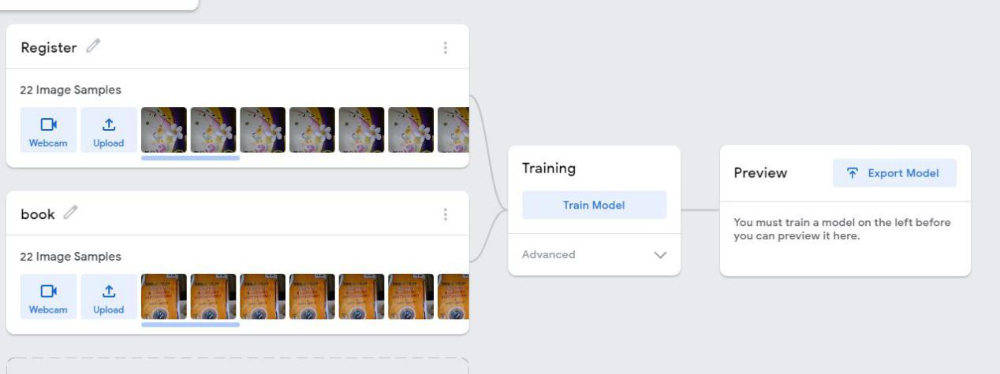 Register
22 Image Samples
Webcam
Upload
book
22 Image Samples
Webcam
Upload
Training
Train Model
Advanced
Preview
Export Model
You must train a model on the left before
you can preview it here.